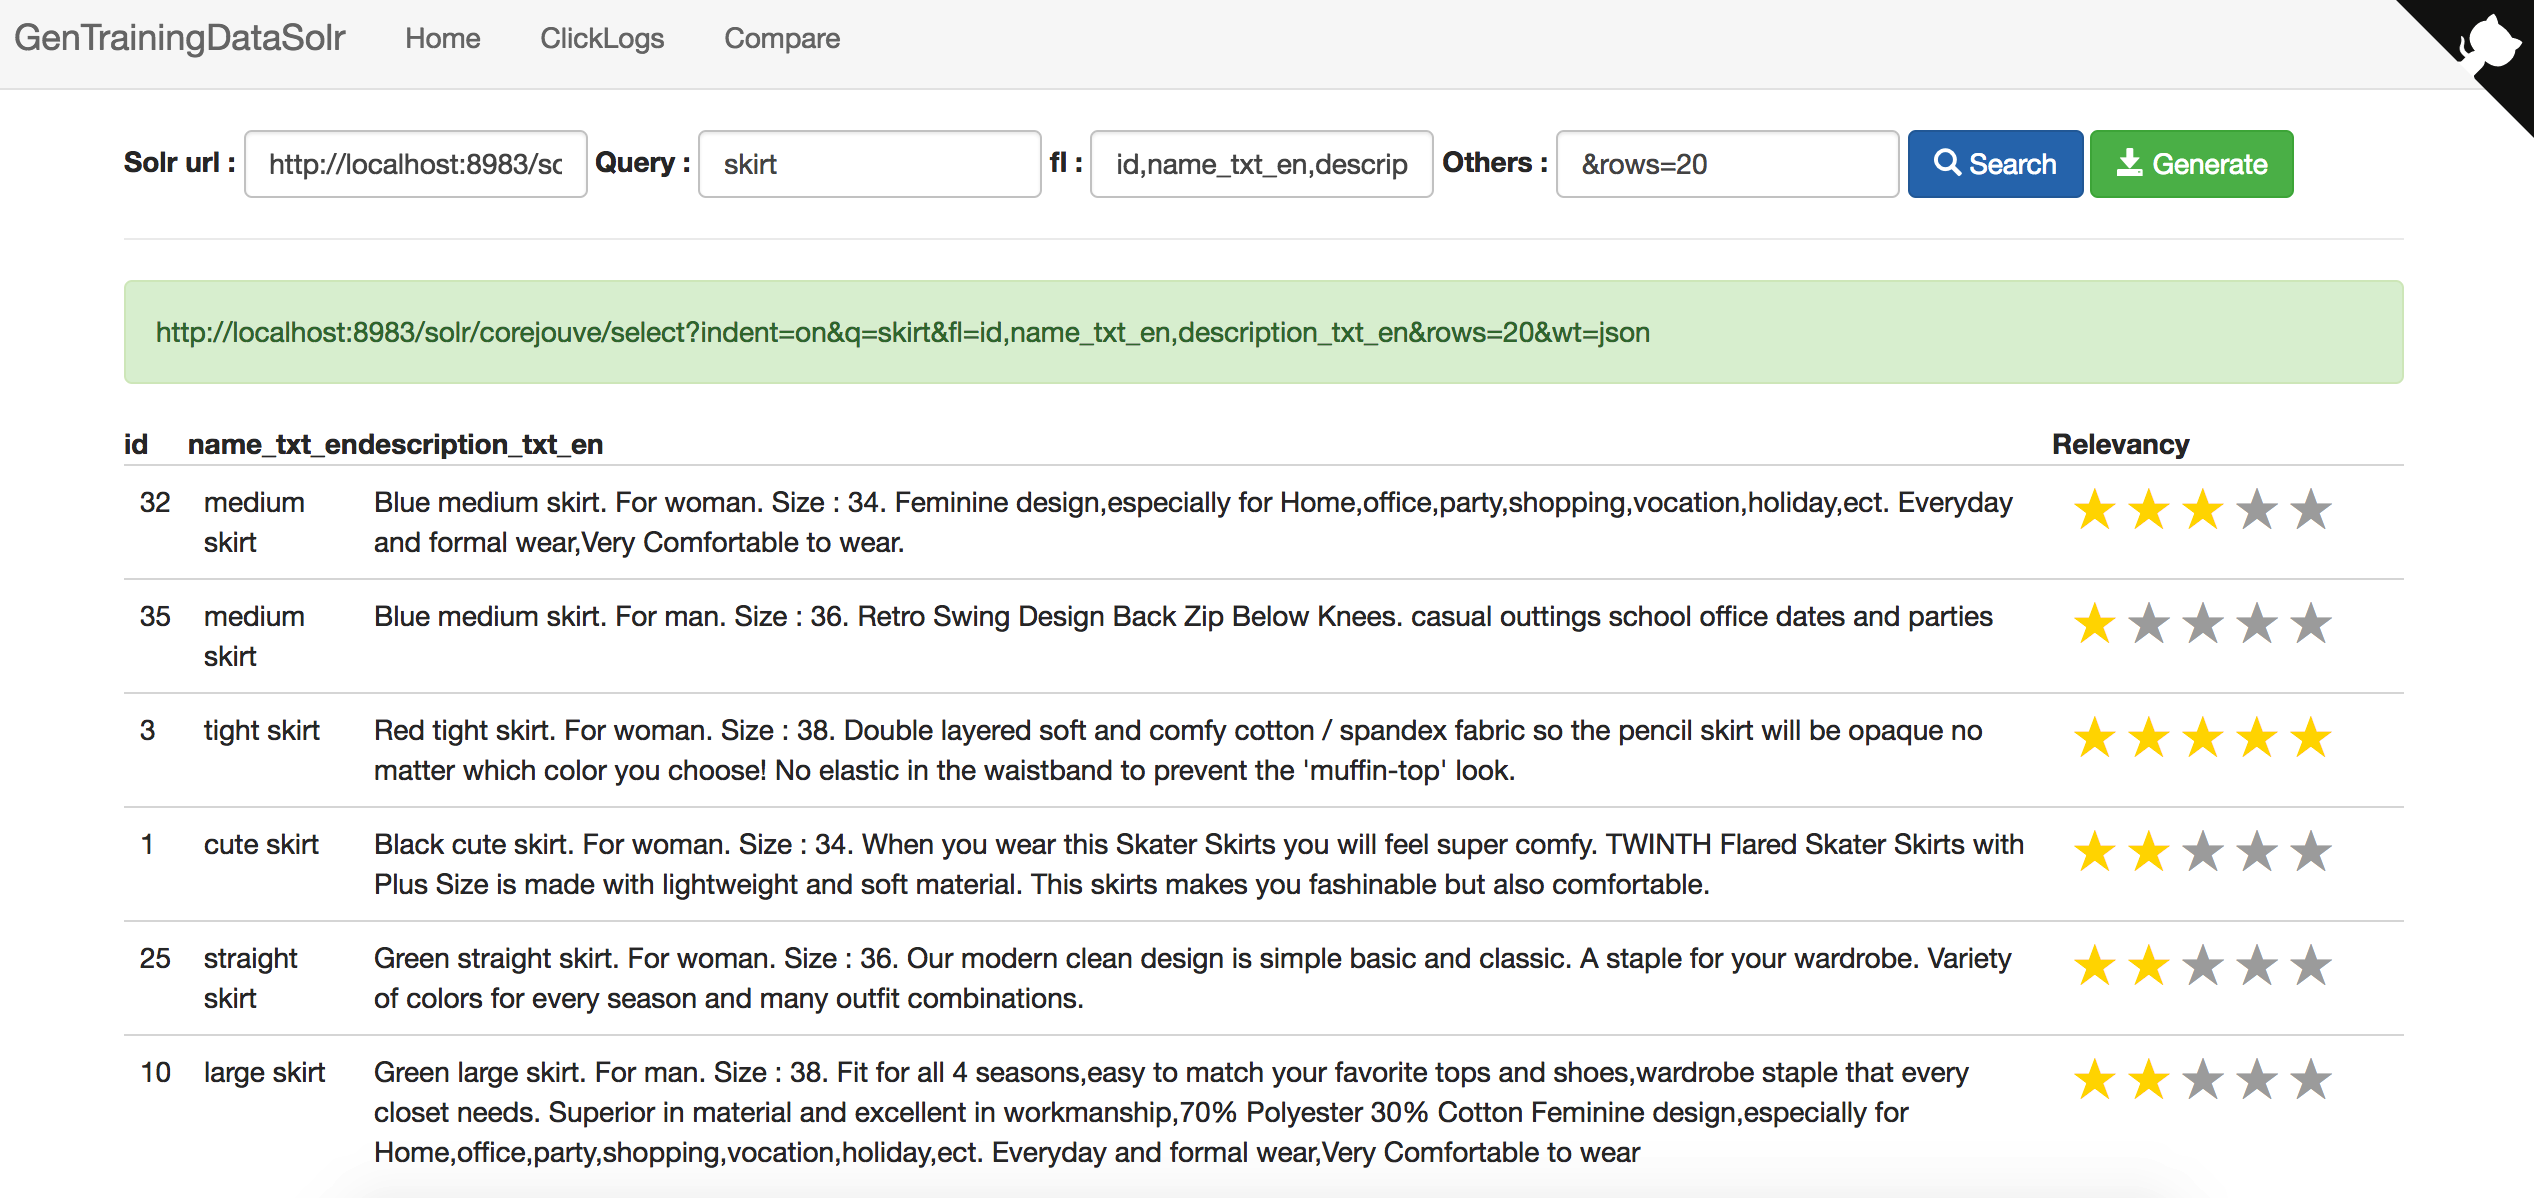 GenTrainingDataSolr Home ClickLogs Compare
Solr url : http://localhost:8983/sc Query : skirt fl : id,name_txt_en,descrip Others : &rows=20 Search Generate
http://localhost:8983/solr/corejouve/select?indent=on&q=skirt&fl=id,name_txt_en,description_txt_en&rows=20&wt=json
id name_txt_endescription_txt_en Relevancy
32 medium Blue medium skirt. For woman. Size : 34. Feminine design,especially for Home,office,party,shopping,vocation,holiday,ect. Everyday
skirt and formal wear,Very Comfortable to wear.
35 medium Blue medium skirt. For man. Size : 36. Retro Swing Design Back Zip Below Knees. casual outtings school office dates and parties
skirt
3 tight skirt Red tight skirt. For woman. Size : 38. Double layered soft and comfy cotton / spandex fabric so the pencil skirt will be opaque no
matter which color you choose! No elastic in the waistband to prevent the 'muffin-top' look.
1 cute skirt Black cute skirt. For woman. Size : 34. When you wear this Skater Skirts you will feel super comfy. TWINTH Flared Skater Skirts with
Plus Size is made with lightweight and soft material. This skirts makes you fashinable but also comfortable.
25 straight Green straight skirt. For woman. Size : 36. Our modern clean design is simple basic and classic. A staple for your wardrobe. Variety
skirt of colors for every season and many outfit combinations.
10 large skirt Green large skirt. For man. Size : 38. Fit for all 4 seasons,easy to match your favorite tops and shoes,wardrobe staple that every
closet needs. Superior in material and excellent in workmanship,70% Polyester 30% Cotton Feminine design,especially for
Home,office,party,shopping,vocation,holiday,ect. Everyday and formal wear,Very Comfortable to wear